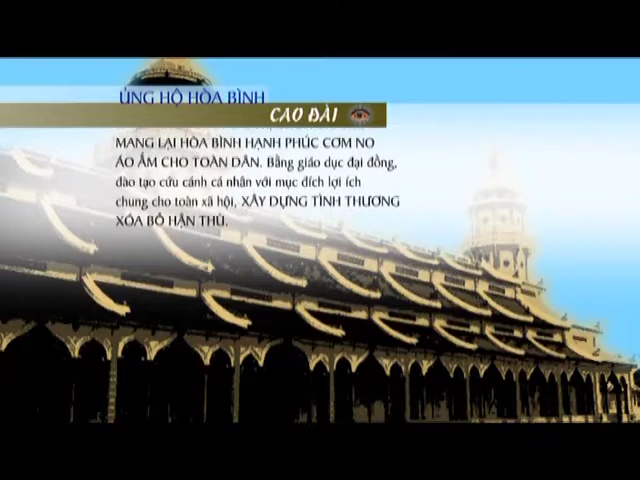 ỦNG HỘ HÒA BÌNH
CAO ĐÀI
MANG LẠI HÒA BÌNH HẠNH PHÚC CƠM NO
ÁO ẤM CHO TOÀN DÂN. Bằng giáo dục đại đồng,
đào tạo cứu cánh cá nhân với mục đích lợi ích
chung cho toàn xã hội, XÂY DỰNG TÌNH THƯƠNG
XÓA BỎ HẬN THÙ.